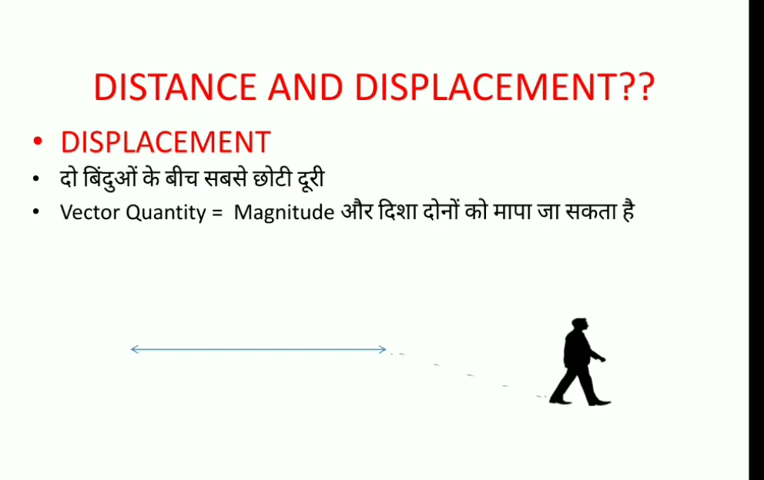 DISTANCE AND DISPLACEMENT??
• DISPLACEMENT
• दो बिंदुओं के बीच सबसे छोटी दूरी
• Vector Quantity = Magnitude और दिशा दोनों को मापा जा सकता है